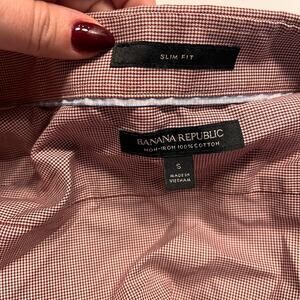 SLIM FIT
BANANA REPUBLIC
NON-IRON 100% COTTON
S
MADE IN
VIETNAM